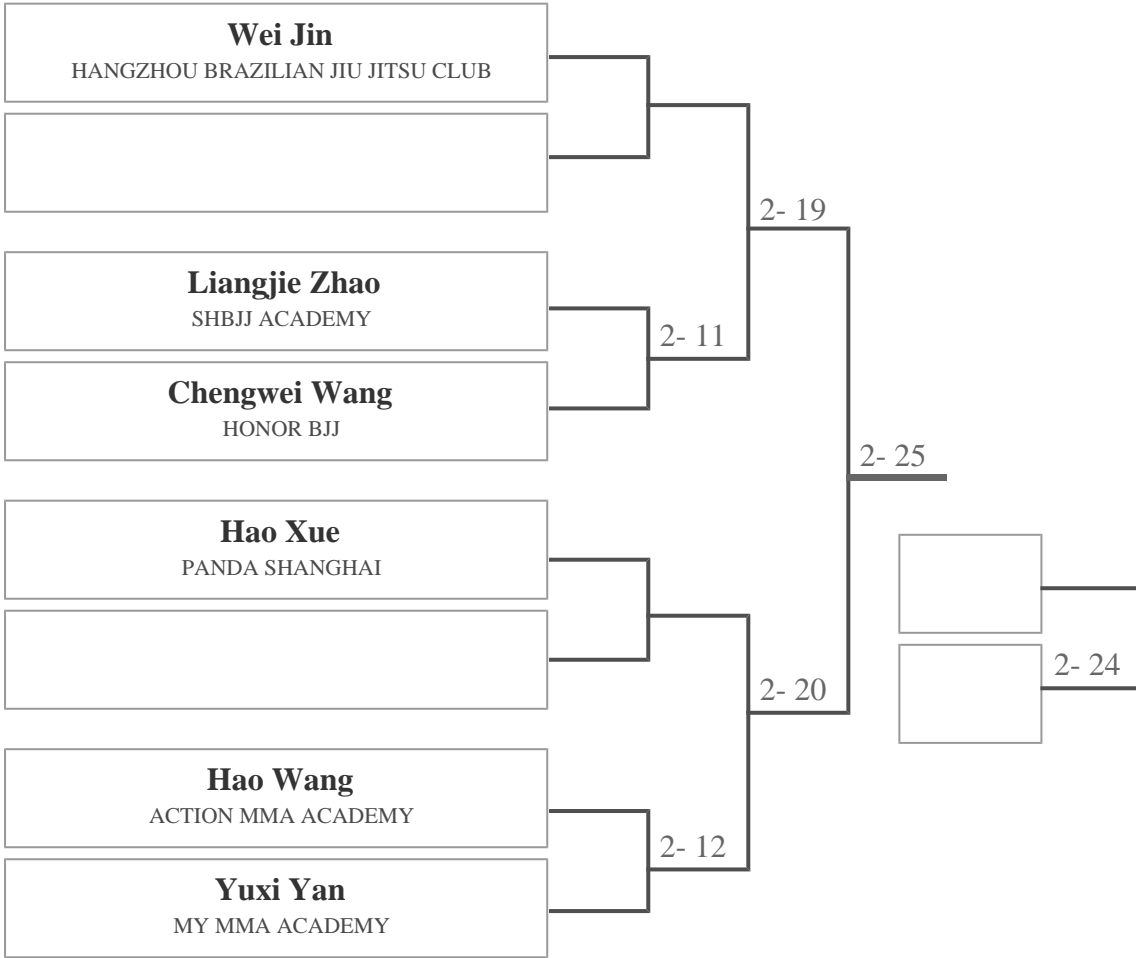 Wei Jin
HANGZHOU BRAZILIAN JIU JITSU CLUB
2- 19
Liangjie Zhao
SHBJJ ACADEMY
2- 11
Chengwei Wang
HONOR BJJ
2- 25
Hao Xue
PANDA SHANGHAI
2- 24
2- 20
Hao Wang
ACTION MMA ACADEMY
2- 12
Yuxi Yan
MY MMA ACADEMY